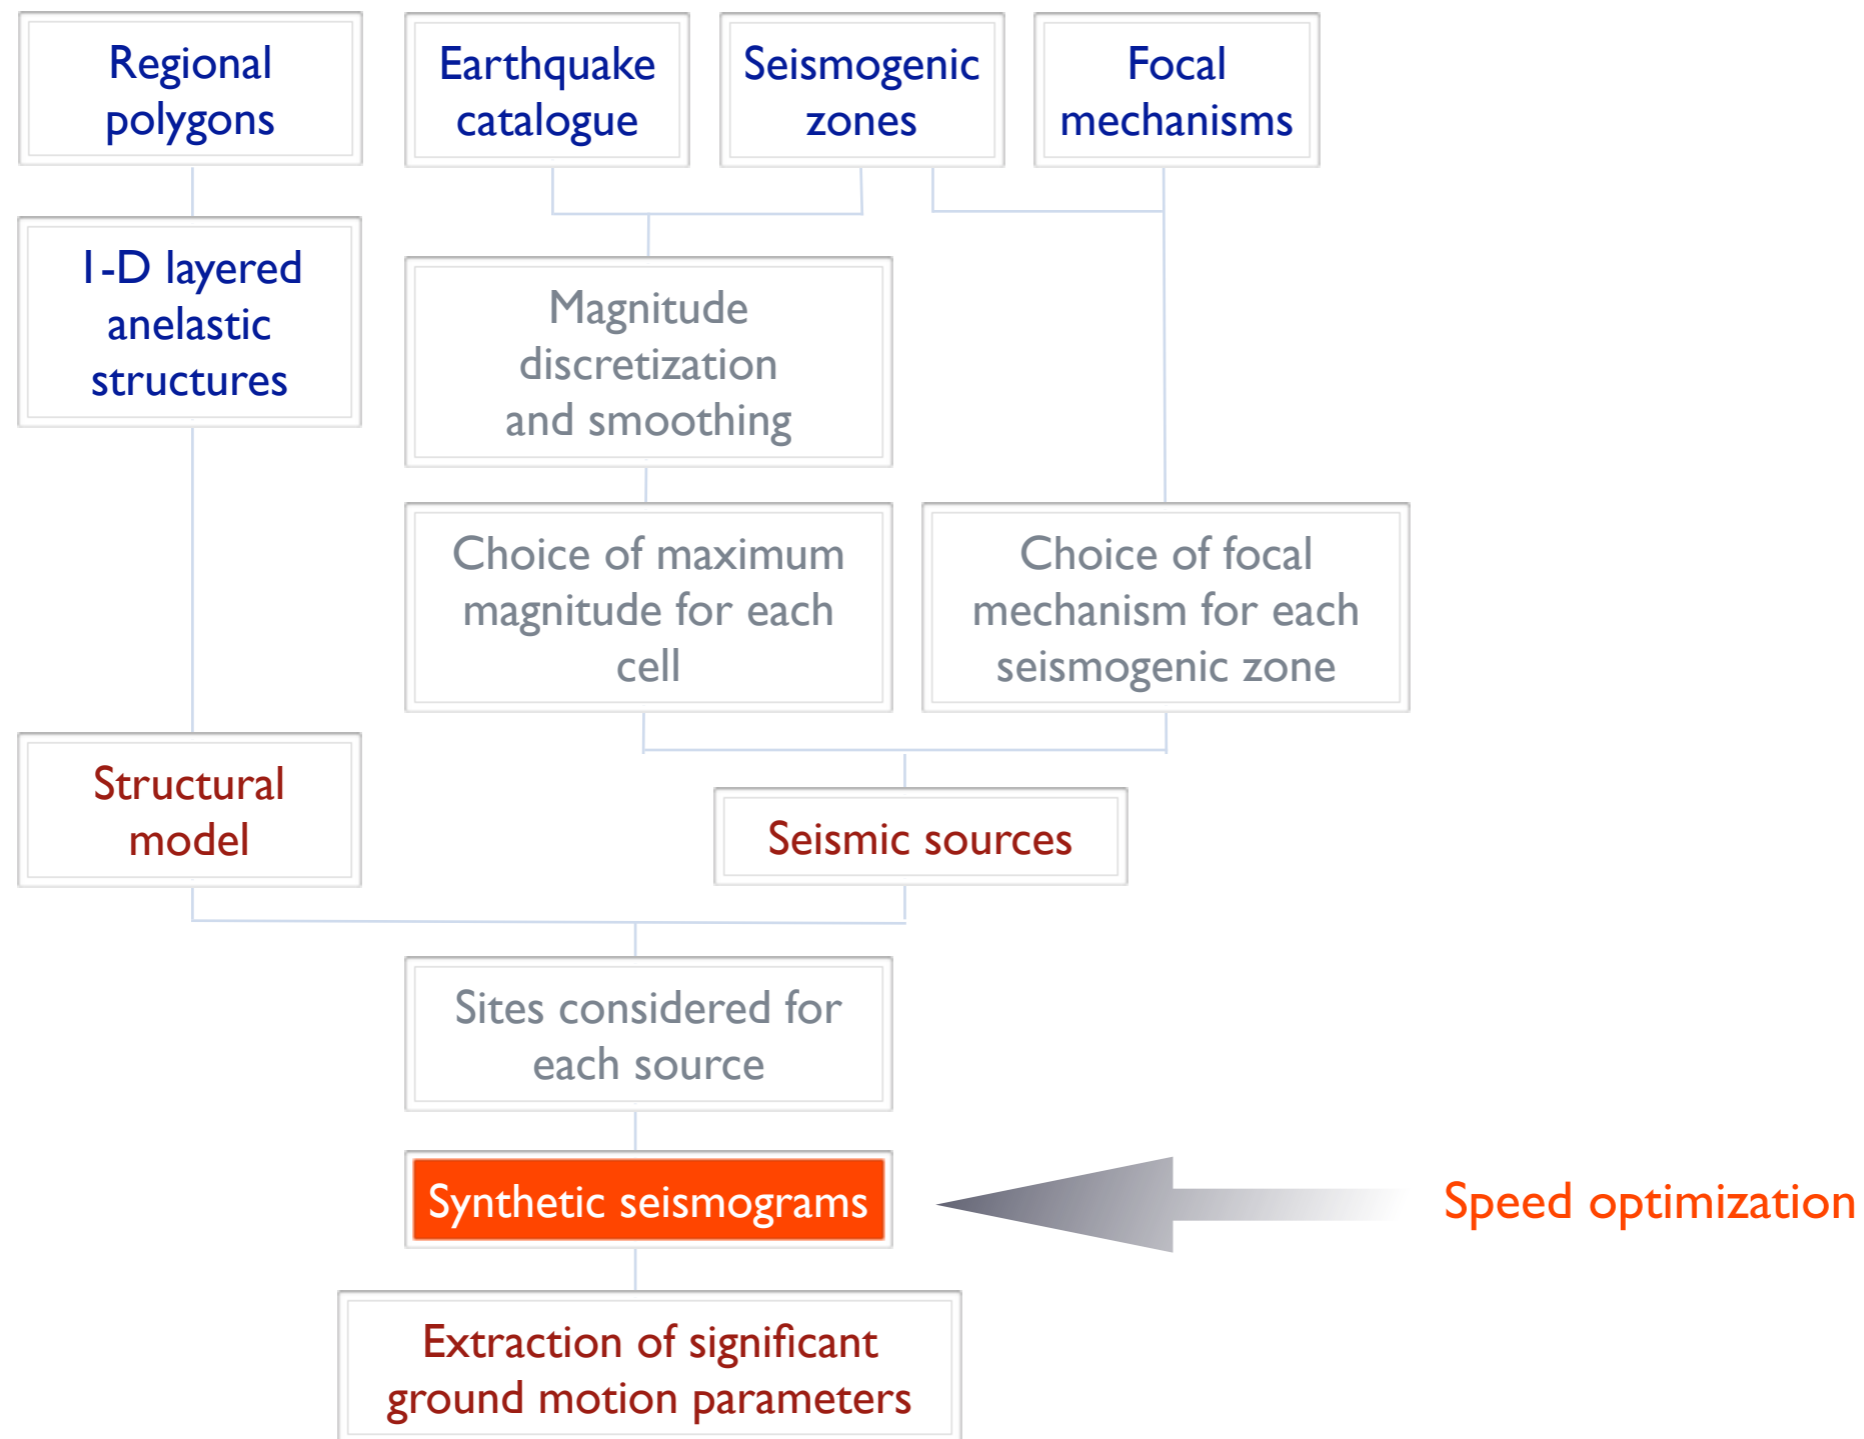 Regional
polygons
Earthquake
catalogue
Seismogenic
zones
Focal
mechanisms
1-D layered
anelastic
structures
Magnitude
discretization
and smoothing
Choice of maximum
magnitude for each
cell
Choice of focal
mechanism for each
seismogenic zone
Structural
model
Seismic sources
Sites considered for
each source
Synthetic seismograms
Speed optimization
Extraction of significant
ground motion parameters